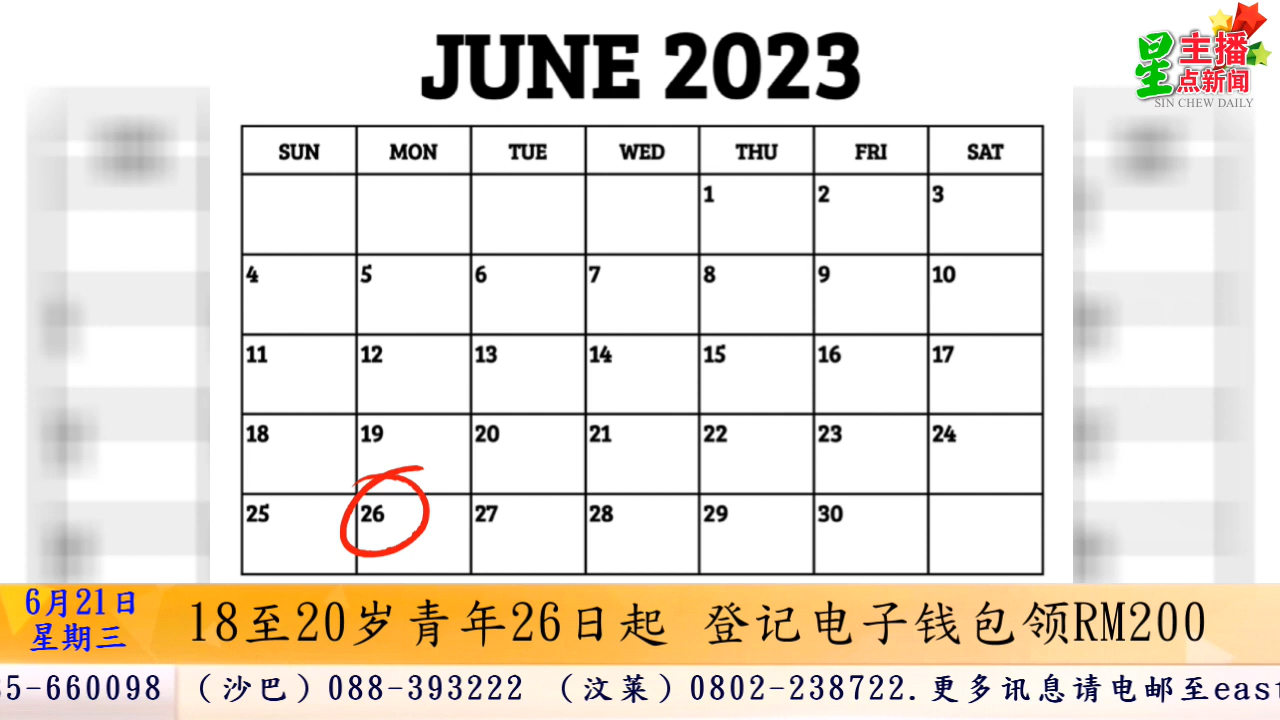 JUNE 2023
星 主播
点新闻
SIN CHEW DAILY
SUN MON TUE WED THU FRI SAT
1 2 3
4 5 6 7 8 9 10
11 12 13 14 15 16 17
18 19 20 21 22 23 24
25 26 27 28 29 30
6月21日
星期三
18至20岁青年26日起 登记电子钱包领RM200
5-660098 （沙巴）088-393222 （汶莱）0802-238722.更多讯息请电邮至east